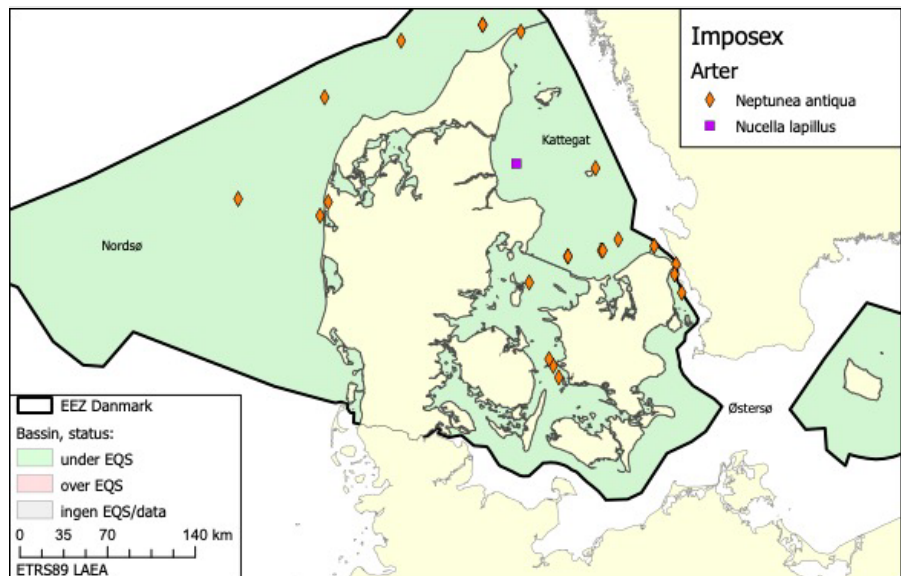 Imposex
Arter
Neptunea antiqua
Nucella lapillus
Kattegat
Nordsø
Østersø
EEZ Danmark
Bassin, status:
under EQS
over EQS
ingen EQS/data
0 35 70 140 km
ETRS89 LAEA